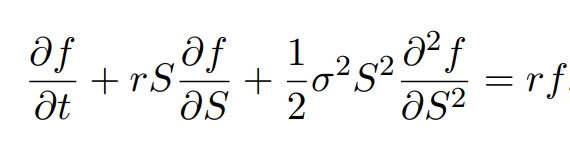 ∂f/∂t + rS ∂f/∂S + 1/2 σ²S² ∂²f/∂S² = rf.